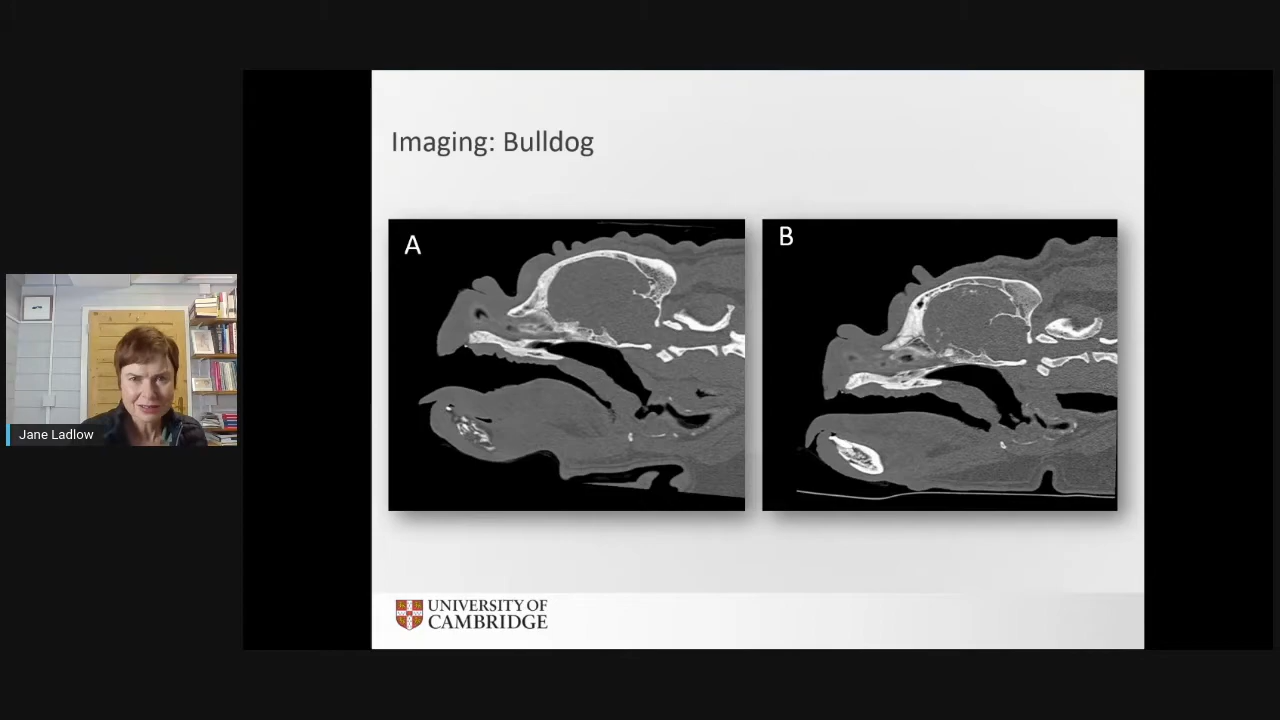 Imaging: Bulldog
A
B
Jane Ladlow
UNIVERSITY OF
CAMBRIDGE